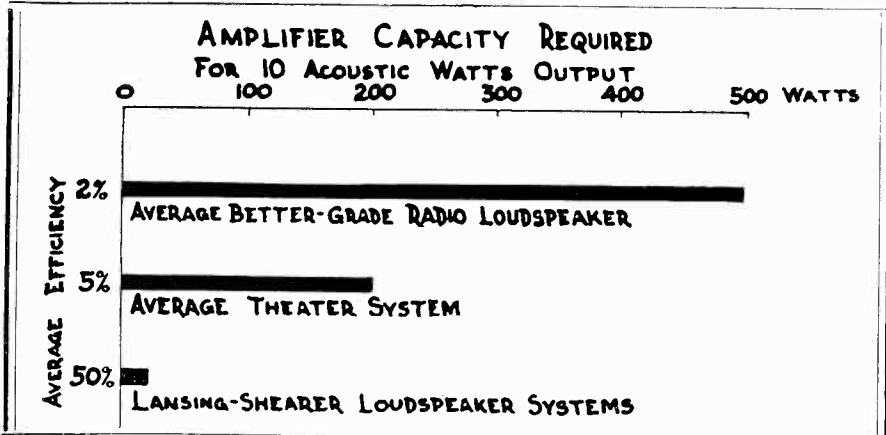 AMPLIFIER CAPACITY REQUIRED
FOR 10 ACOUSTIC WATTS OUTPUT
0 100 200 300 400 500 WATTS
AVERAGE EFFICIENCY
2%
AVERAGE BETTER-GRADE RADIO LOUDSPEAKER
5%
AVERAGE THEATER SYSTEM
50%
LANSING-SHEARER LOUDSPEAKER SYSTEMS